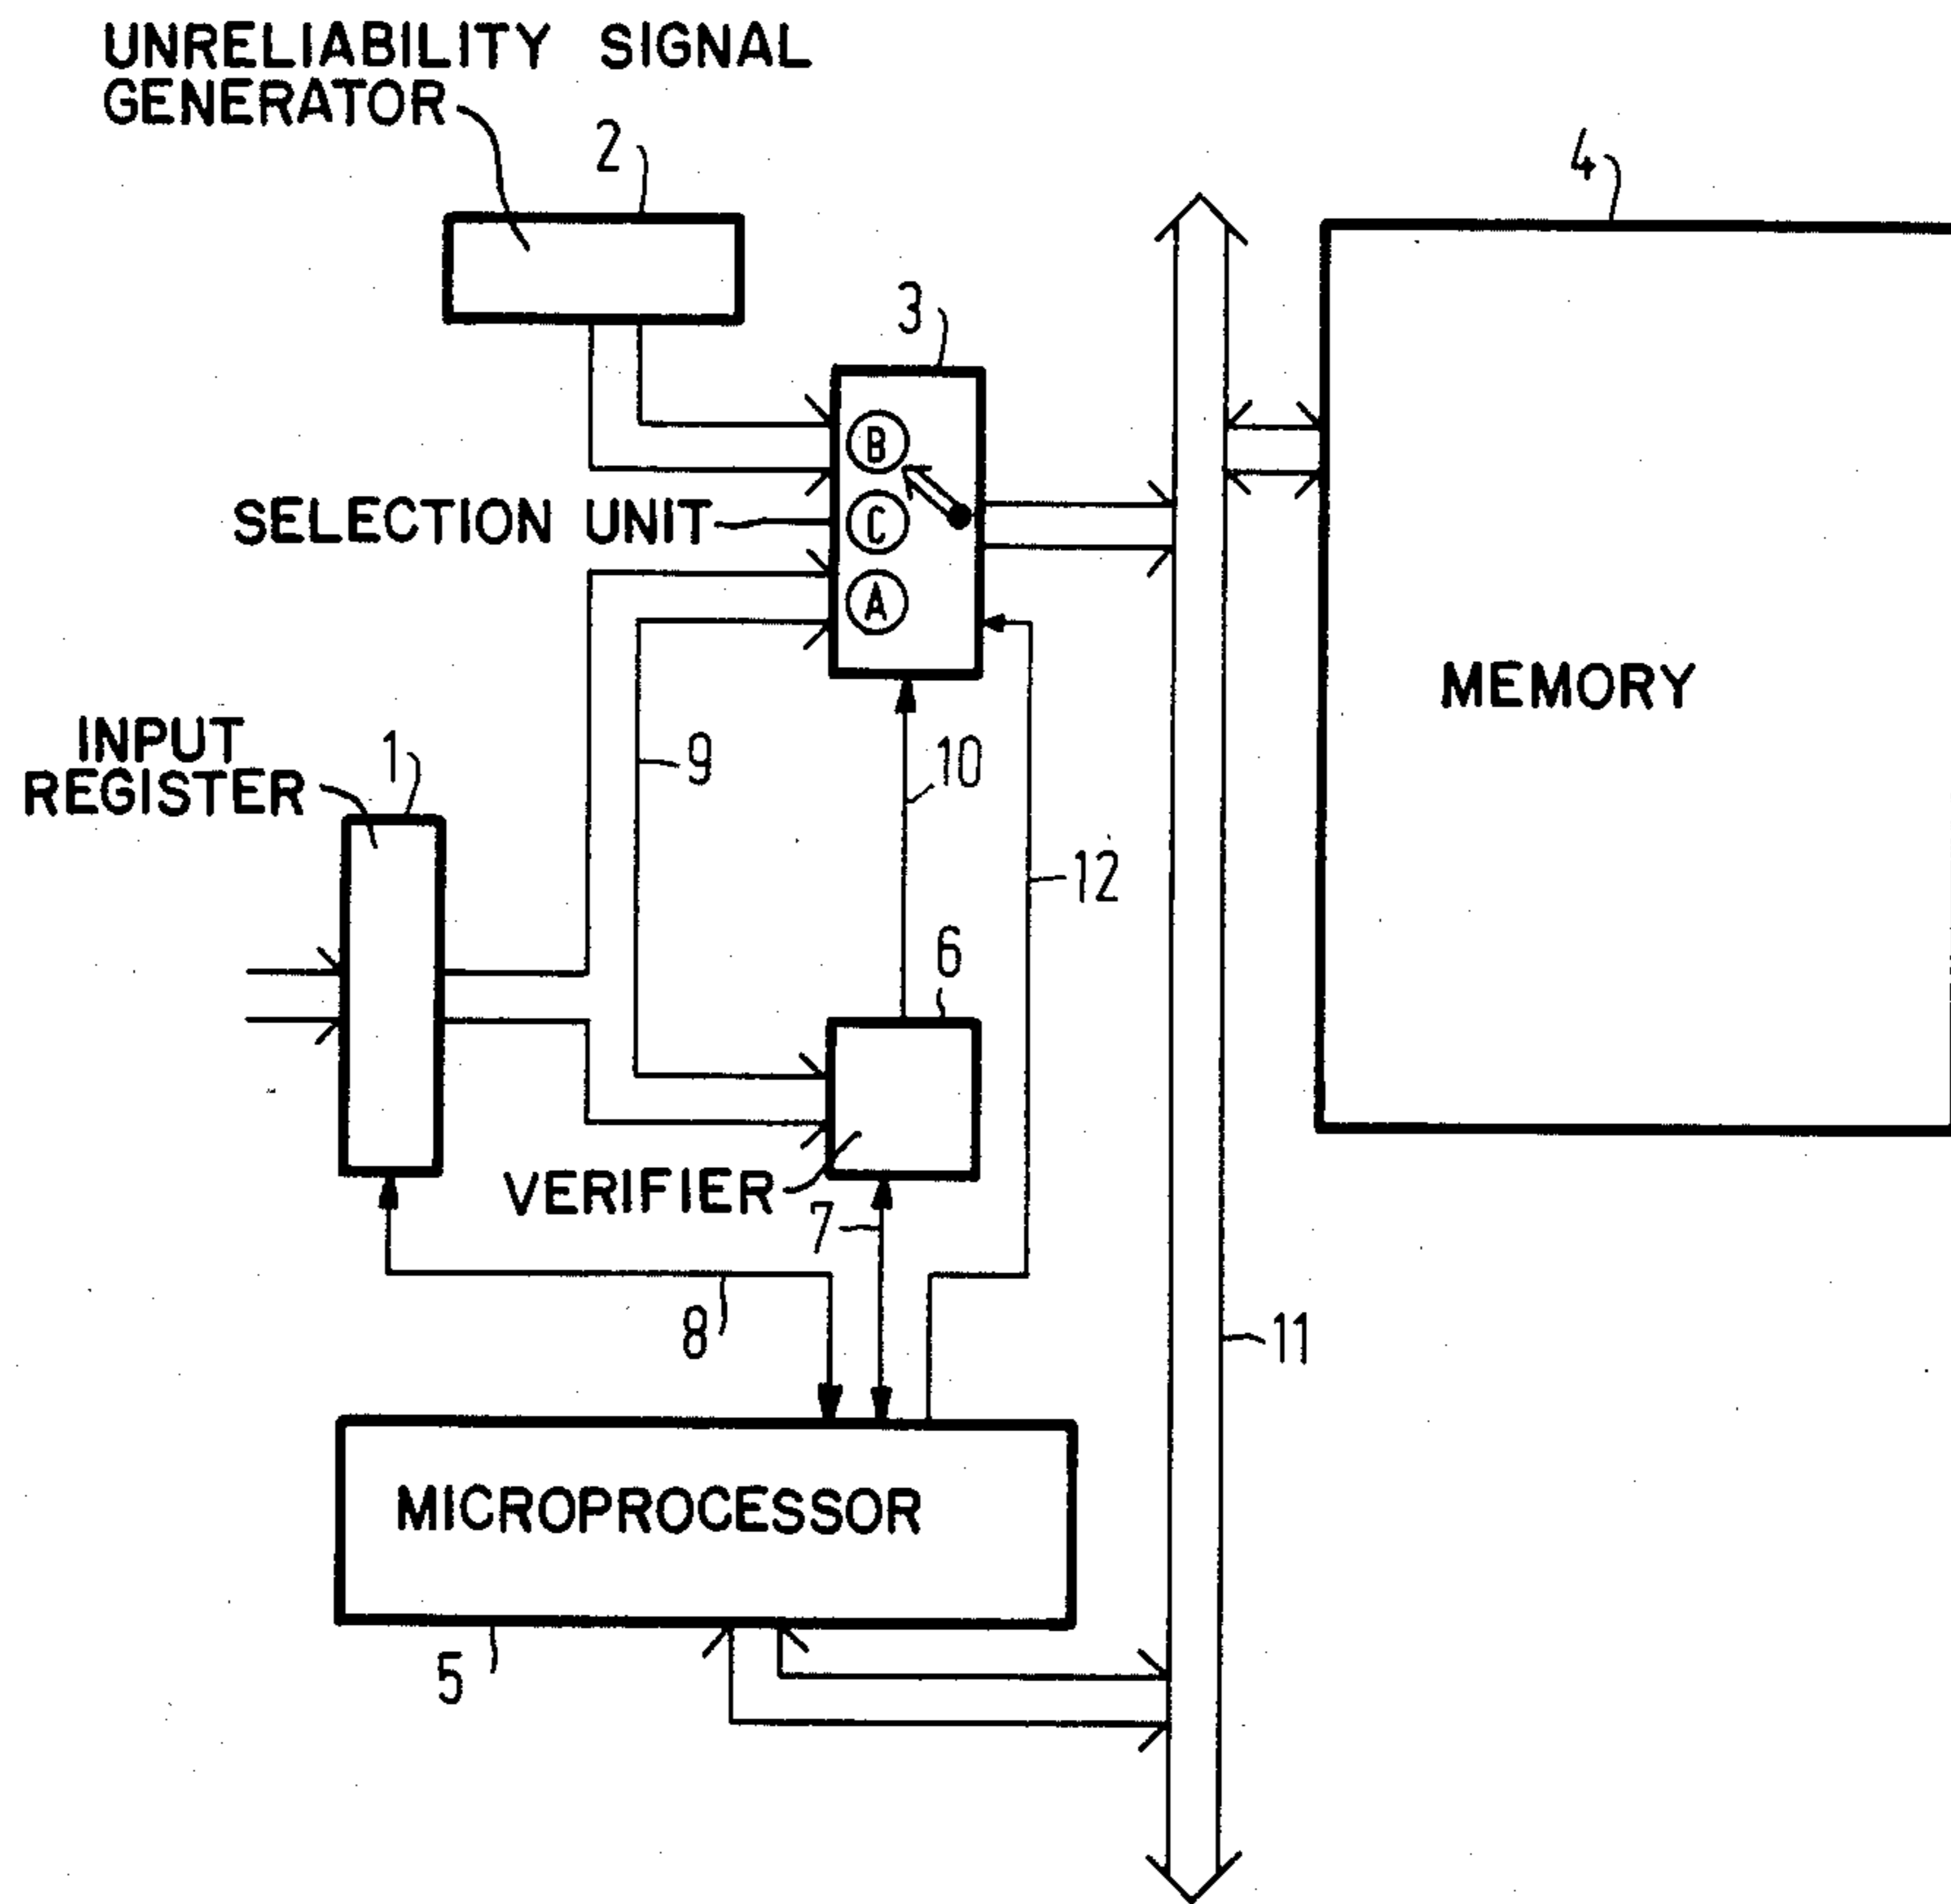 UNRELIABILITY SIGNAL
GENERATOR
2
4
3
B
SELECTION UNIT
C
A
MEMORY
INPUT
REGISTER
1
9
10
12
6
VERIFIER
7
8
11
MICROPROCESSOR
5